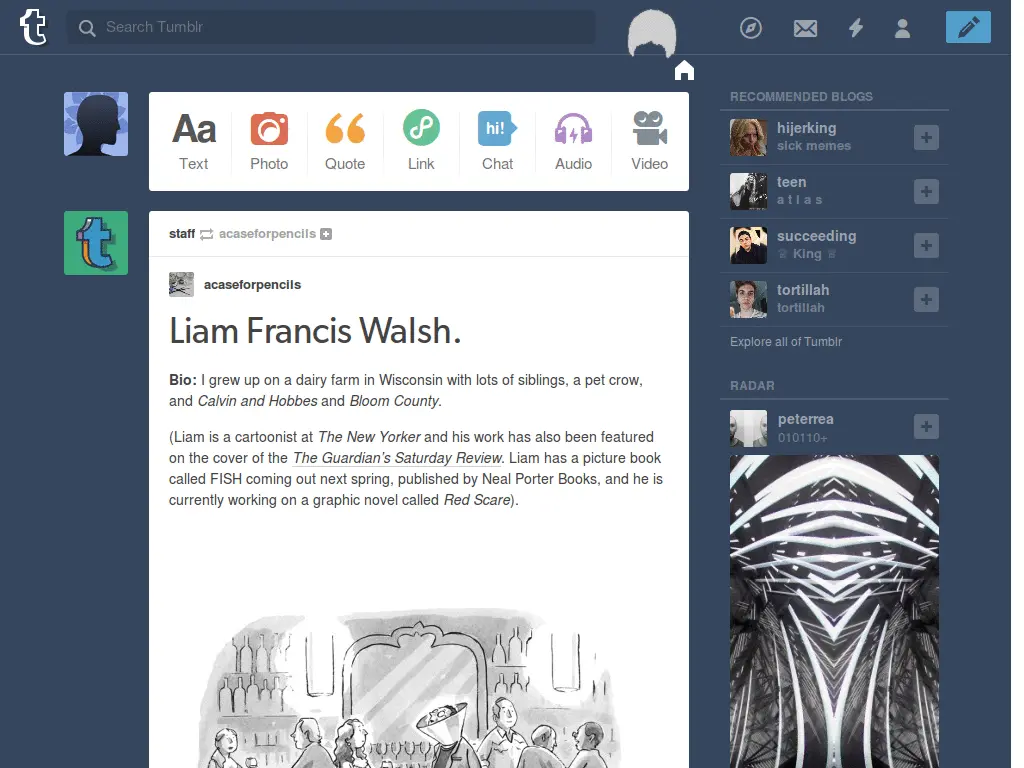 Search Tumblr
Aa
hi!
Text
Photo
Quote
Link
Chat
Audio
Video
staff acaseforpencils
acaseforpencils
Liam Francis Walsh.
Bio: I grew up on a dairy farm in Wisconsin with lots of siblings, a pet crow,
and Calvin and Hobbes and Bloom County.
(Liam is a cartoonist at The New Yorker and his work has also been featured
on the cover of the The Guardian’s Saturday Review. Liam has a picture book
called FISH coming out next spring, published by Neal Porter Books, and he is
currently working on a graphic novel called Red Scare).
RECOMMENDED BLOGS
hijerking
sick memes
teen
a t l a s
succeeding
♕ King ♕
tortillah
tortillah
Explore all of Tumblr
RADAR
peterrea
010110+